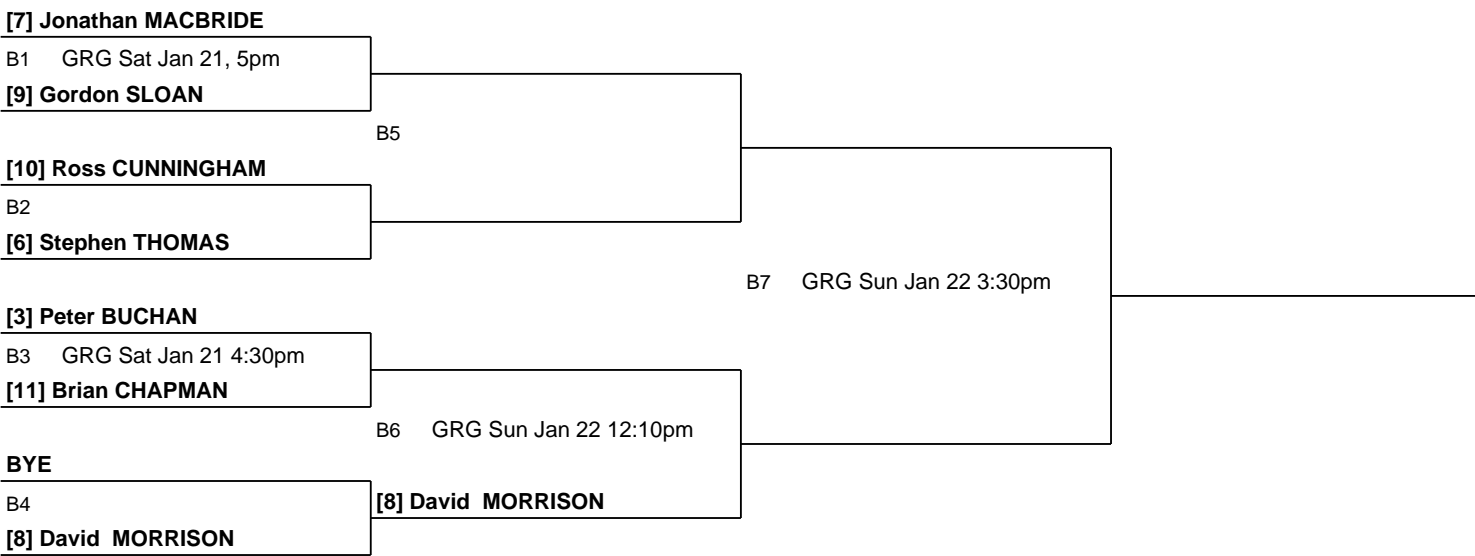 [7] Jonathan MACBRIDE
B1 GRG Sat Jan 21, 5pm
[9] Gordon SLOAN
B5
[10] Ross CUNNINGHAM
B2
[6] Stephen THOMAS
B7 GRG Sun Jan 22 3:30pm
[3] Peter BUCHAN
B3 GRG Sat Jan 21 4:30pm
[11] Brian CHAPMAN
B6 GRG Sun Jan 22 12:10pm
BYE
B4
[8] David MORRISON
[8] David MORRISON